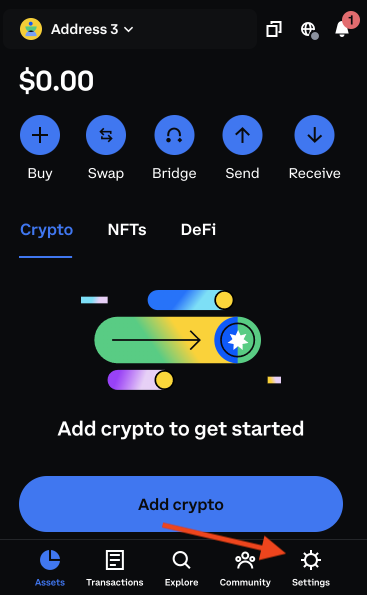 Address 3
1
$0.00
Buy Swap Bridge Send Receive
Crypto NFTs DeFi
Add crypto to get started
Add crypto
Assets Transactions Explore Community Settings